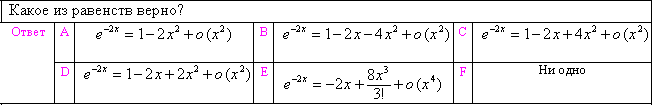 Какое из равенств верно?
Ответ A $e^{-2x} = 1-2x^2+o(x^2)$ B $e^{-2x} = 1-2x-4x^2+o(x^2)$ C $e^{-2x} = 1-2x+4x^2+o(x^2)$
D $e^{-2x} = 1-2x+2x^2+o(x^2)$ E $e^{-2x} = -2x+\frac{8x^3}{3!}+o(x^4)$ F Ни одно